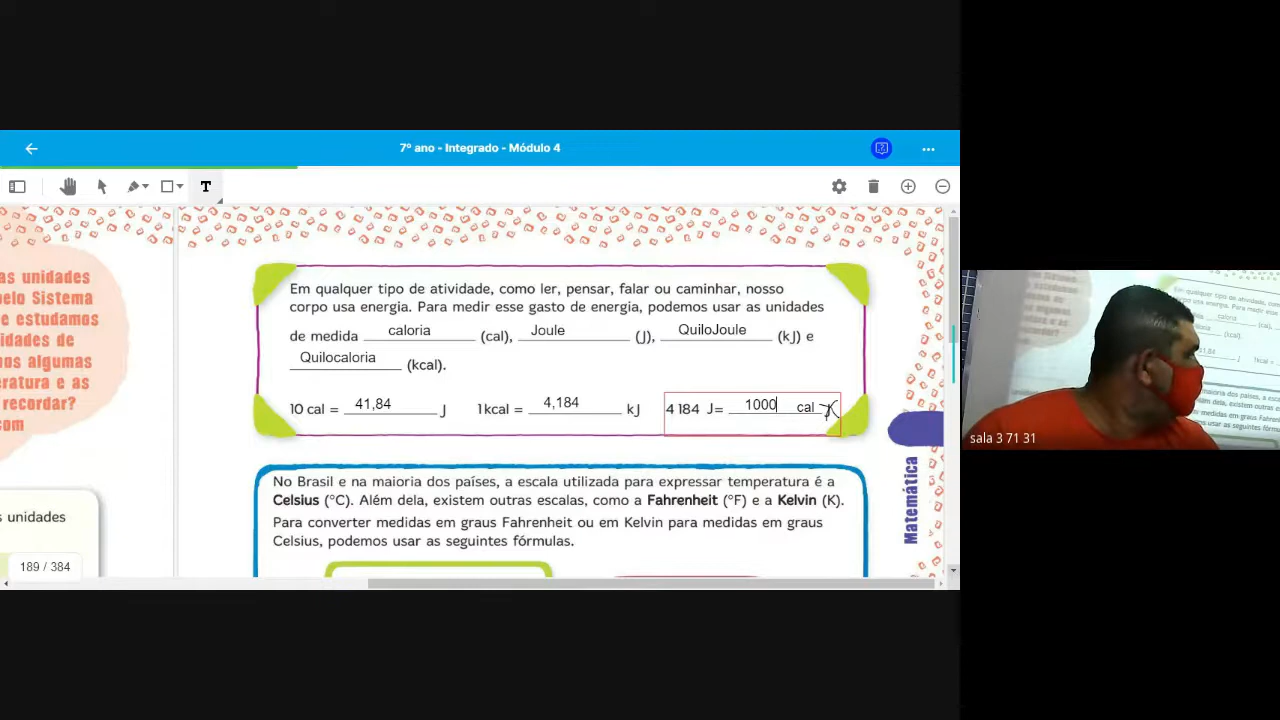 7º ano - Integrado - Módulo 4
T
as unidades
pelo Sistema
e estudamos
idades de
nos algumas
eratura e as
recordar?
som
s unidades
189 / 384
Em qualquer tipo de atividade, como ler, pensar, falar ou caminhar, nosso
corpo usa energia. Para medir esse gasto de energia, podemos usar as unidades
de medida caloria (cal), Joule (J), QuiloJoule (kJ) e
Quilocaloria (kcal).
10 cal = 41,84 J 1 kcal = 4,184 kJ 4 184 J= 1000 cal
No Brasil e na maioria dos países, a escala utilizada para expressar temperatura é a
Celsius (°C). Além dela, existem outras escalas, como a Fahrenheit (°F) e a Kelvin (K).
Para converter medidas em graus Fahrenheit ou em Kelvin para medidas em graus
Celsius, podemos usar as seguintes fórmulas.
Matemática
sala 3 71 31